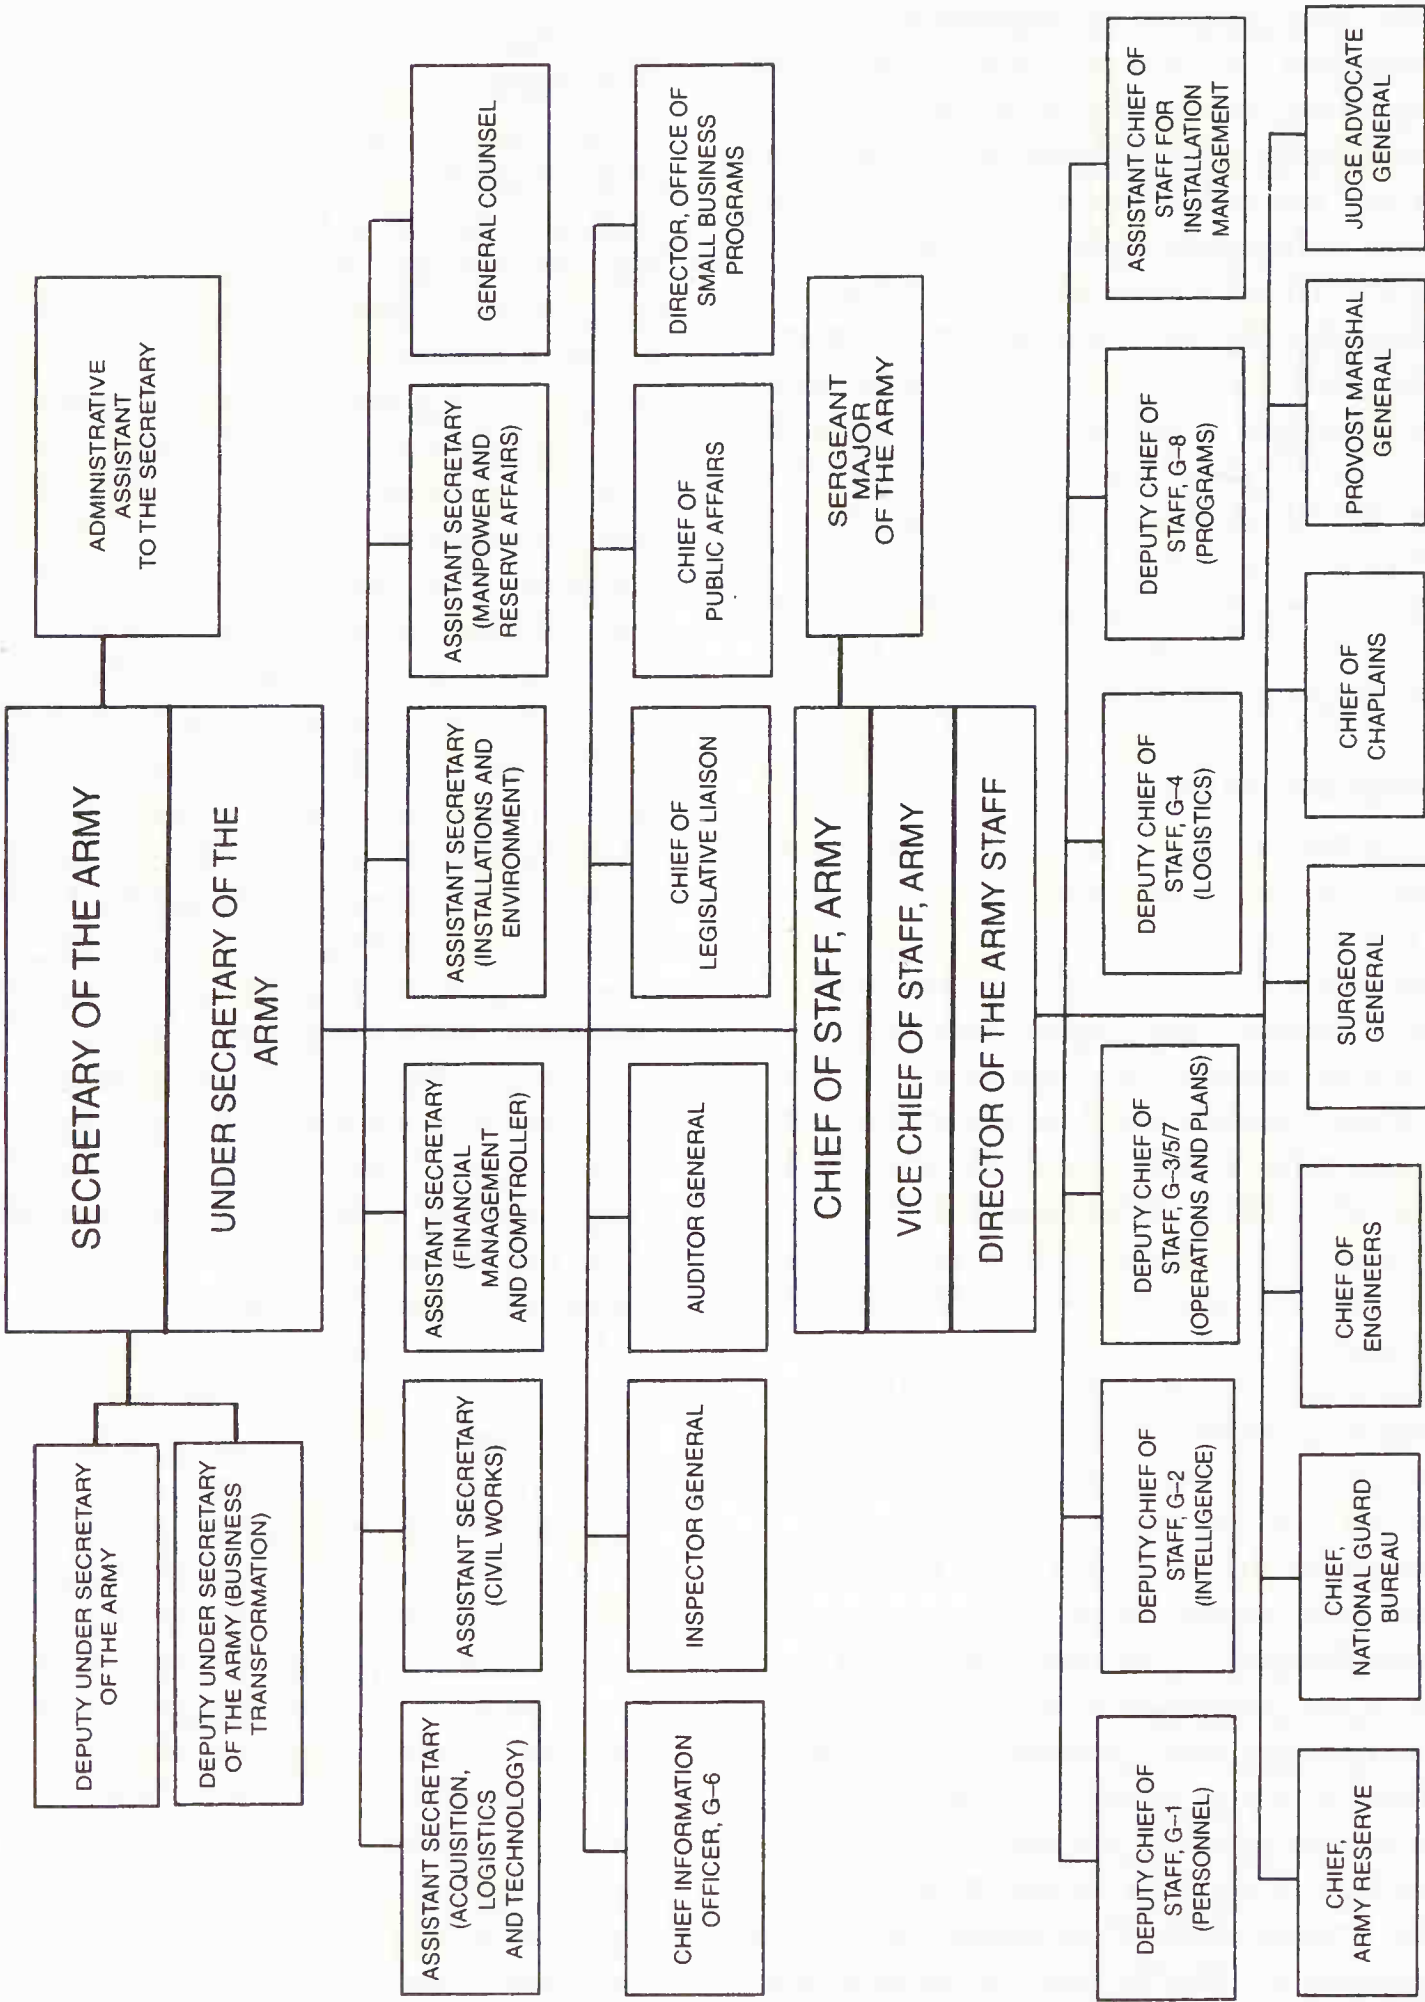 DEPUTY UNDER SECRETARY
OF THE ARMY
DEPUTY UNDER SECRETARY
OF THE ARMY (BUSINESS
TRANSFORMATION)
SECRETARY OF THE ARMY
UNDER SECRETARY OF THE
ARMY
ADMINISTRATIVE
ASSISTANT
TO THE SECRETARY
ASSISTANT SECRETARY
(ACQUISITION,
LOGISTICS
AND TECHNOLOGY)
ASSISTANT SECRETARY
(CIVIL WORKS)
ASSISTANT SECRETARY
(FINANCIAL
MANAGEMENT
AND COMPTROLLER)
ASSISTANT SECRETARY
(INSTALLATIONS AND
ENVIRONMENT)
ASSISTANT SECRETARY
(MANPOWER AND
RESERVE AFFAIRS)
GENERAL COUNSEL
CHIEF INFORMATION
OFFICER, G–6
INSPECTOR GENERAL
AUDITOR GENERAL
CHIEF OF
LEGISLATIVE LIAISON
CHIEF OF
PUBLIC AFFAIRS
DIRECTOR, OFFICE OF
SMALL BUSINESS
PROGRAMS
CHIEF OF STAFF, ARMY
VICE CHIEF OF STAFF, ARMY
DIRECTOR OF THE ARMY STAFF
SERGEANT
MAJOR
OF THE ARMY
DEPUTY CHIEF OF
STAFF, G–1
(PERSONNEL)
DEPUTY CHIEF OF
STAFF, G–2
(INTELLIGENCE)
DEPUTY CHIEF OF
STAFF, G–3/5/7
(OPERATIONS AND PLANS)
DEPUTY CHIEF OF
STAFF, G–4
(LOGISTICS)
DEPUTY CHIEF OF
STAFF, G–8
(PROGRAMS)
ASSISTANT CHIEF OF
STAFF FOR
INSTALLATION
MANAGEMENT
CHIEF,
ARMY RESERVE
CHIEF,
NATIONAL GUARD
BUREAU
CHIEF OF
ENGINEERS
SURGEON
GENERAL
CHIEF OF
CHAPLAINS
PROVOST MARSHAL
GENERAL
JUDGE ADVOCATE
GENERAL